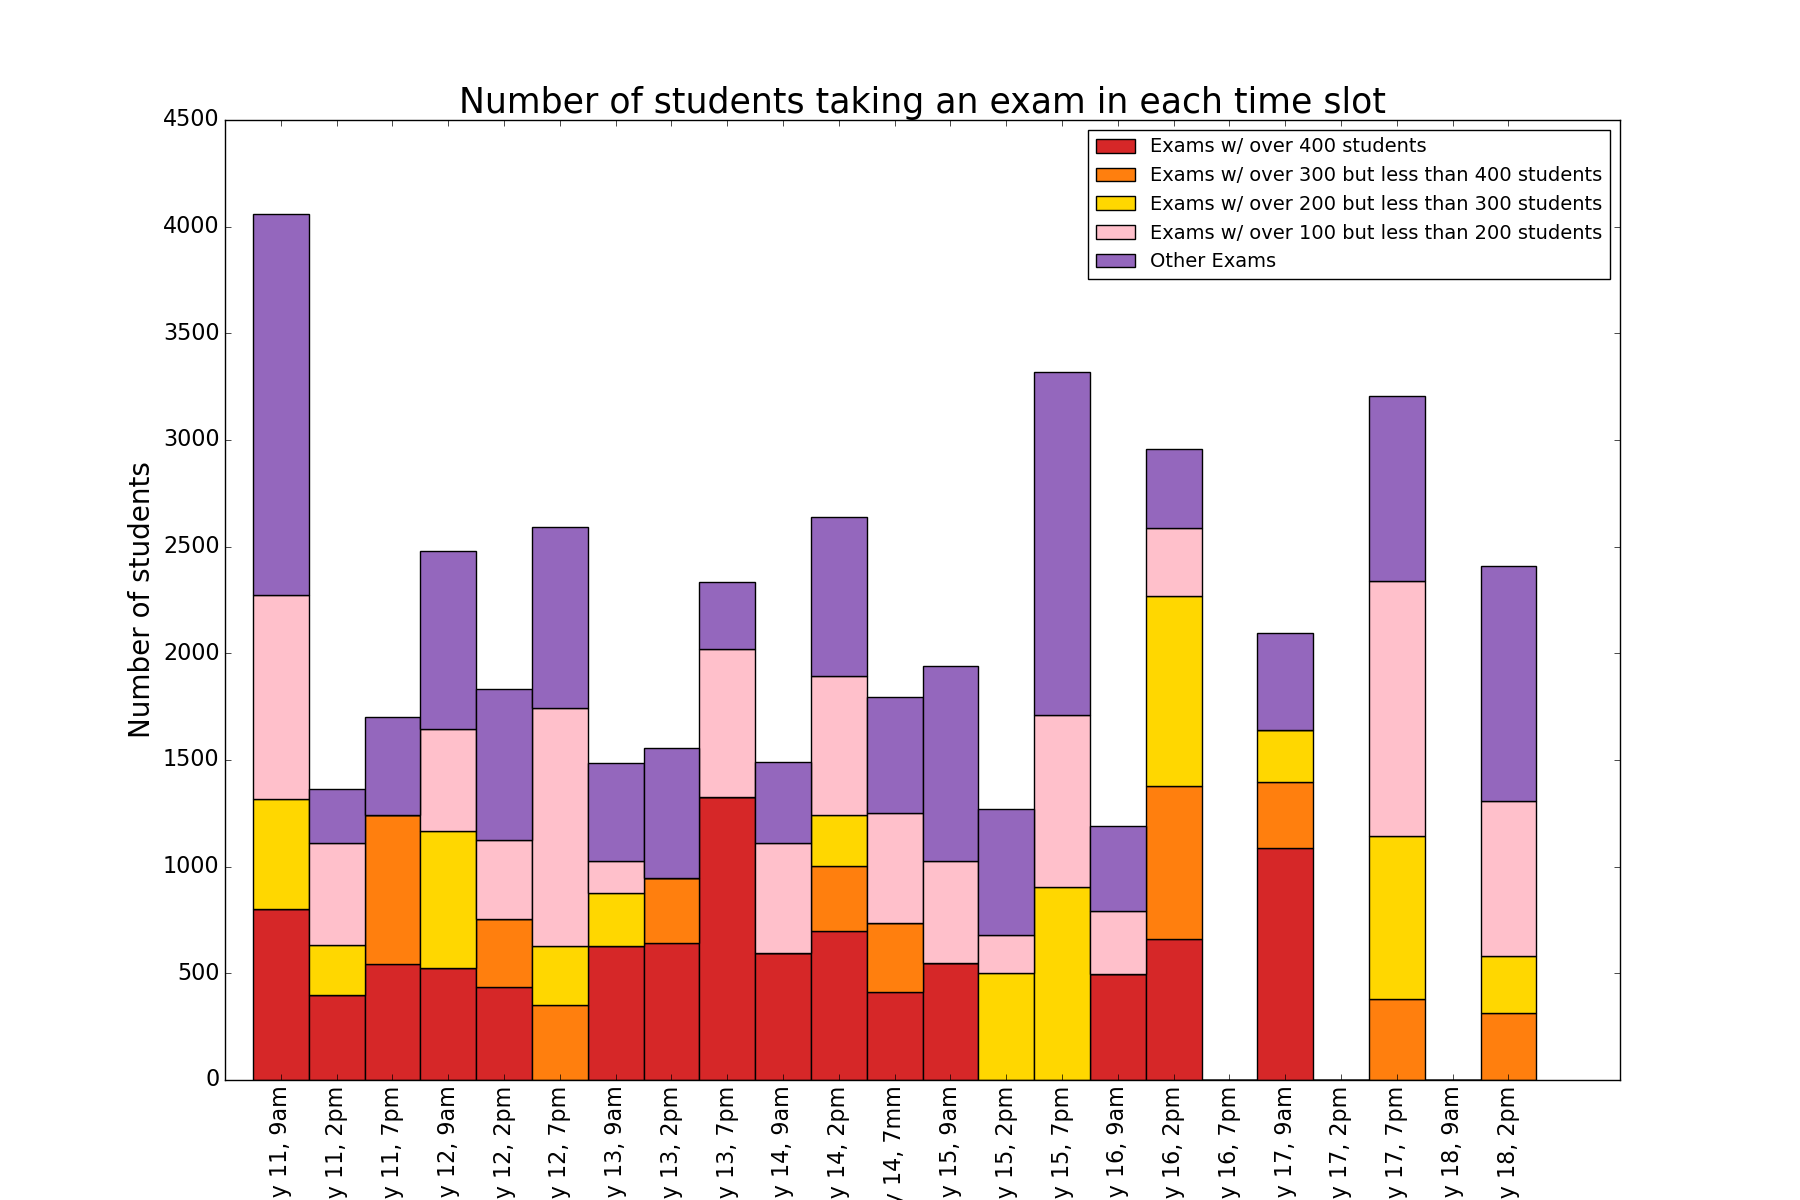 Number of students taking an exam in each time slot
4500
4000
3500
3000
2500
2000
1500
1000
500
0
Number of students
Exams w/ over 400 students
Exams w/ over 300 but less than 400 students
Exams w/ over 200 but less than 300 students
Exams w/ over 100 but less than 200 students
Other Exams
y 11, 9am
y 11, 2pm
y 11, 7pm
y 12, 9am
y 12, 2pm
y 12, 7pm
y 13, 9am
y 13, 2pm
y 13, 7pm
y 14, 9am
y 14, 2pm
y 14, 7mm
y 15, 9am
y 15, 2pm
y 15, 7pm
y 16, 9am
y 16, 2pm
y 16, 7pm
y 17, 9am
y 17, 2pm
y 17, 7pm
y 18, 9am
y 18, 2pm